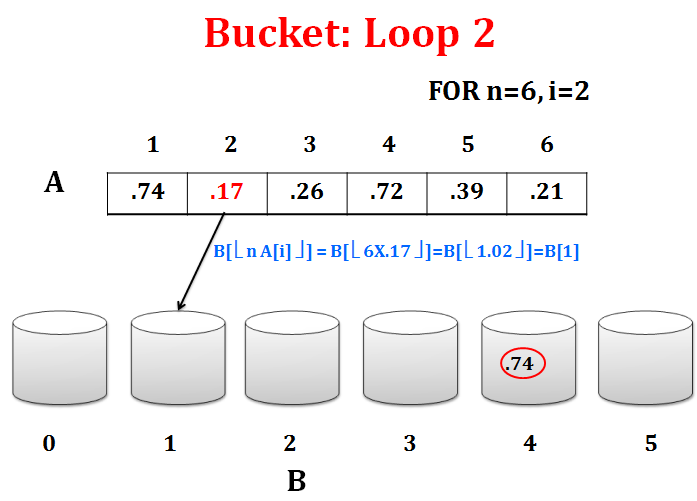 Bucket: Loop 2
FOR n=6, i=2
1 2 3 4 5 6
A .74 .17 .26 .72 .39 .21
B[⌊ n A[i] ⌋] = B[⌊ 6X.17 ⌋]=B[⌊ 1.02 ⌋]=B[1]
.74
0 1 2 3 4 5
B